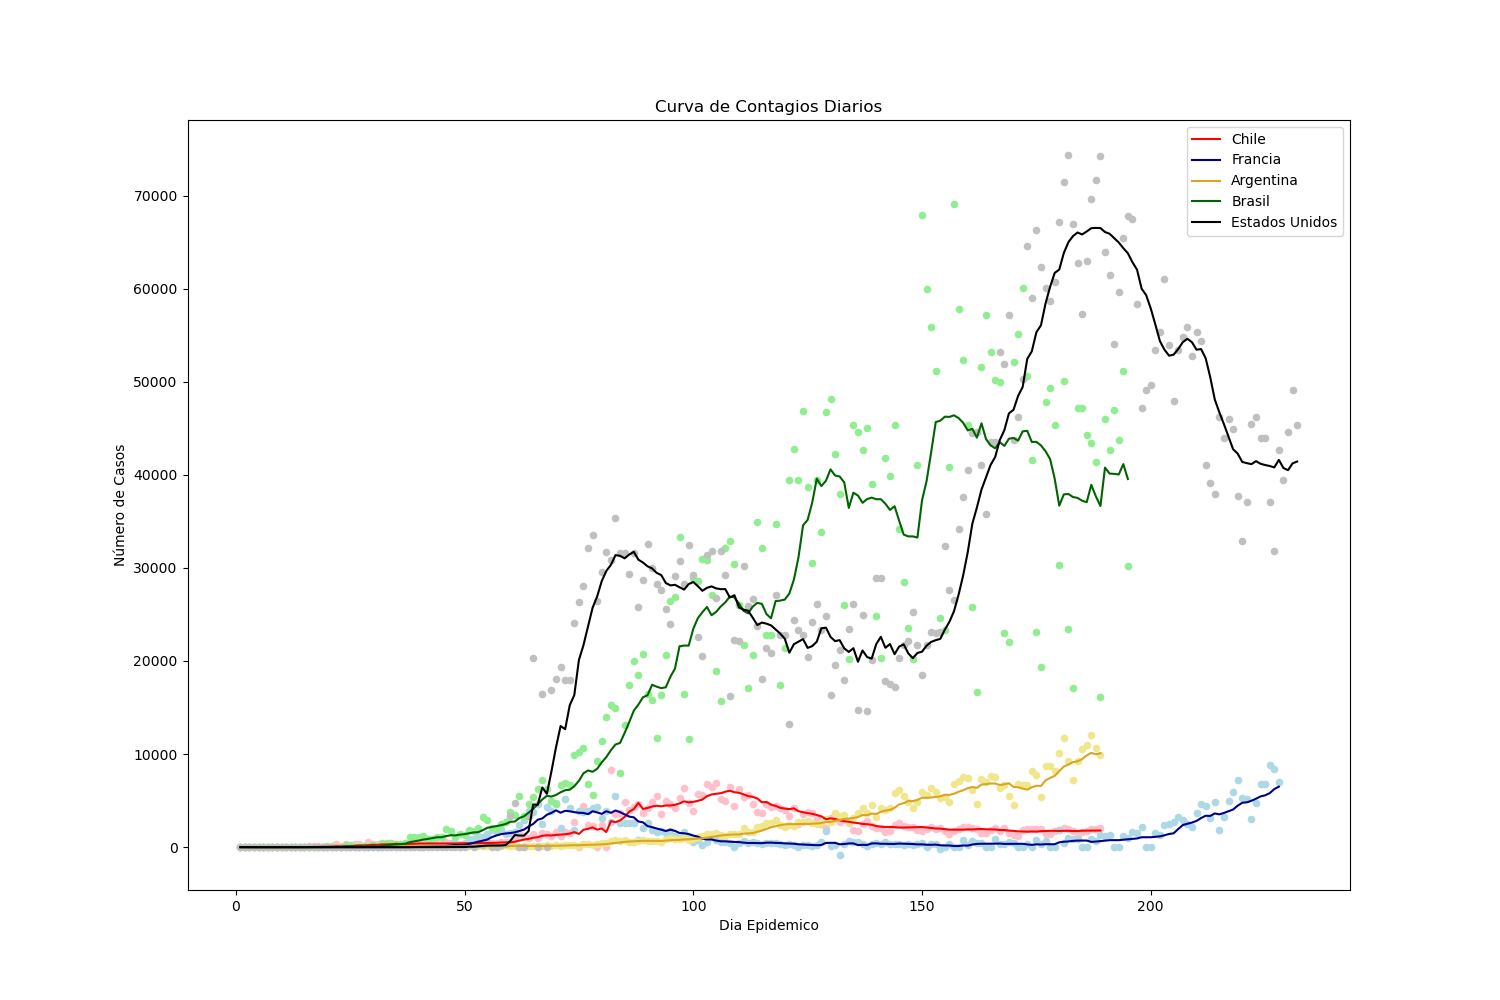 Curva de Contagios Diarios
Chile
Francia
Argentina
Brasil
Estados Unidos
Número de Casos
70000
60000
50000
40000
30000
20000
10000
0
0 50 100 150 200
Dia Epidemico